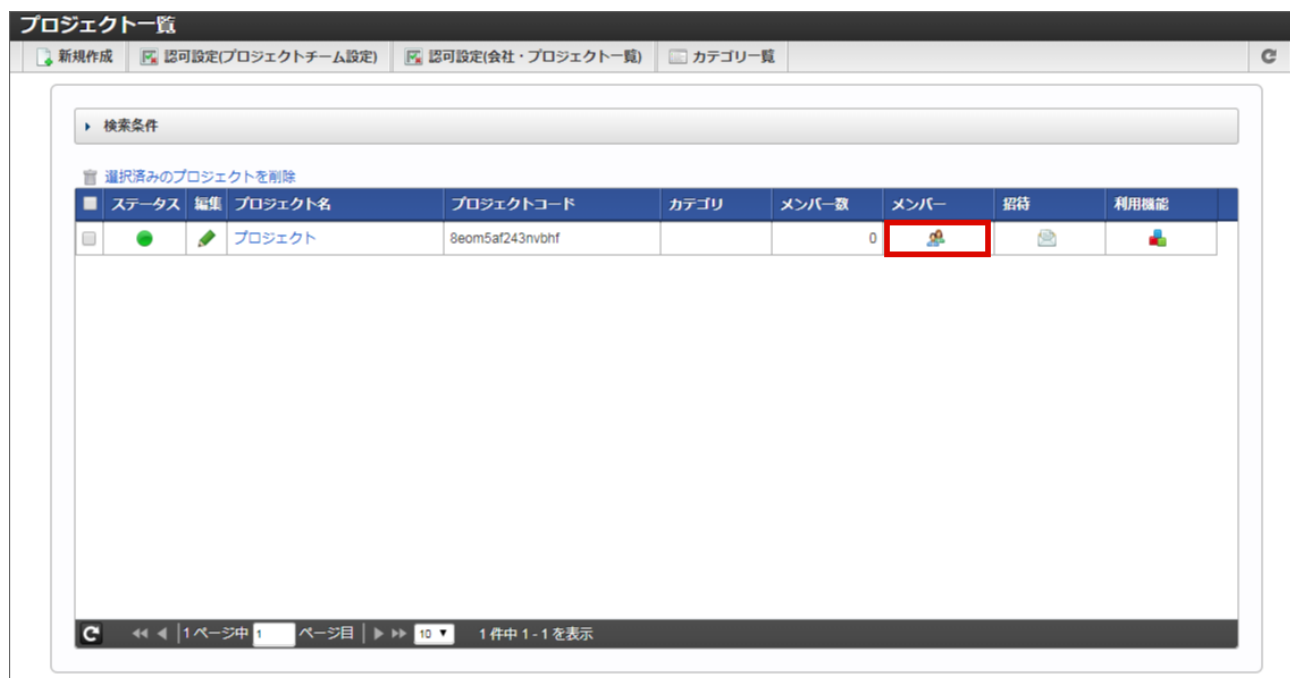 プロジェクト一覧
新規作成 認可設定(プロジェクトチーム設定) 認可設定(会社・プロジェクト一覧) カテゴリ一覧
検索条件
選択済みのプロジェクトを削除
ステータス 編集 プロジェクト名 プロジェクトコード カテゴリ メンバー数 メンバー 招待 利用機能
プロジェクト 8eom5af243nvbhf 0
1 ページ中 1 ページ目 10 1 件中 1 - 1 を表示